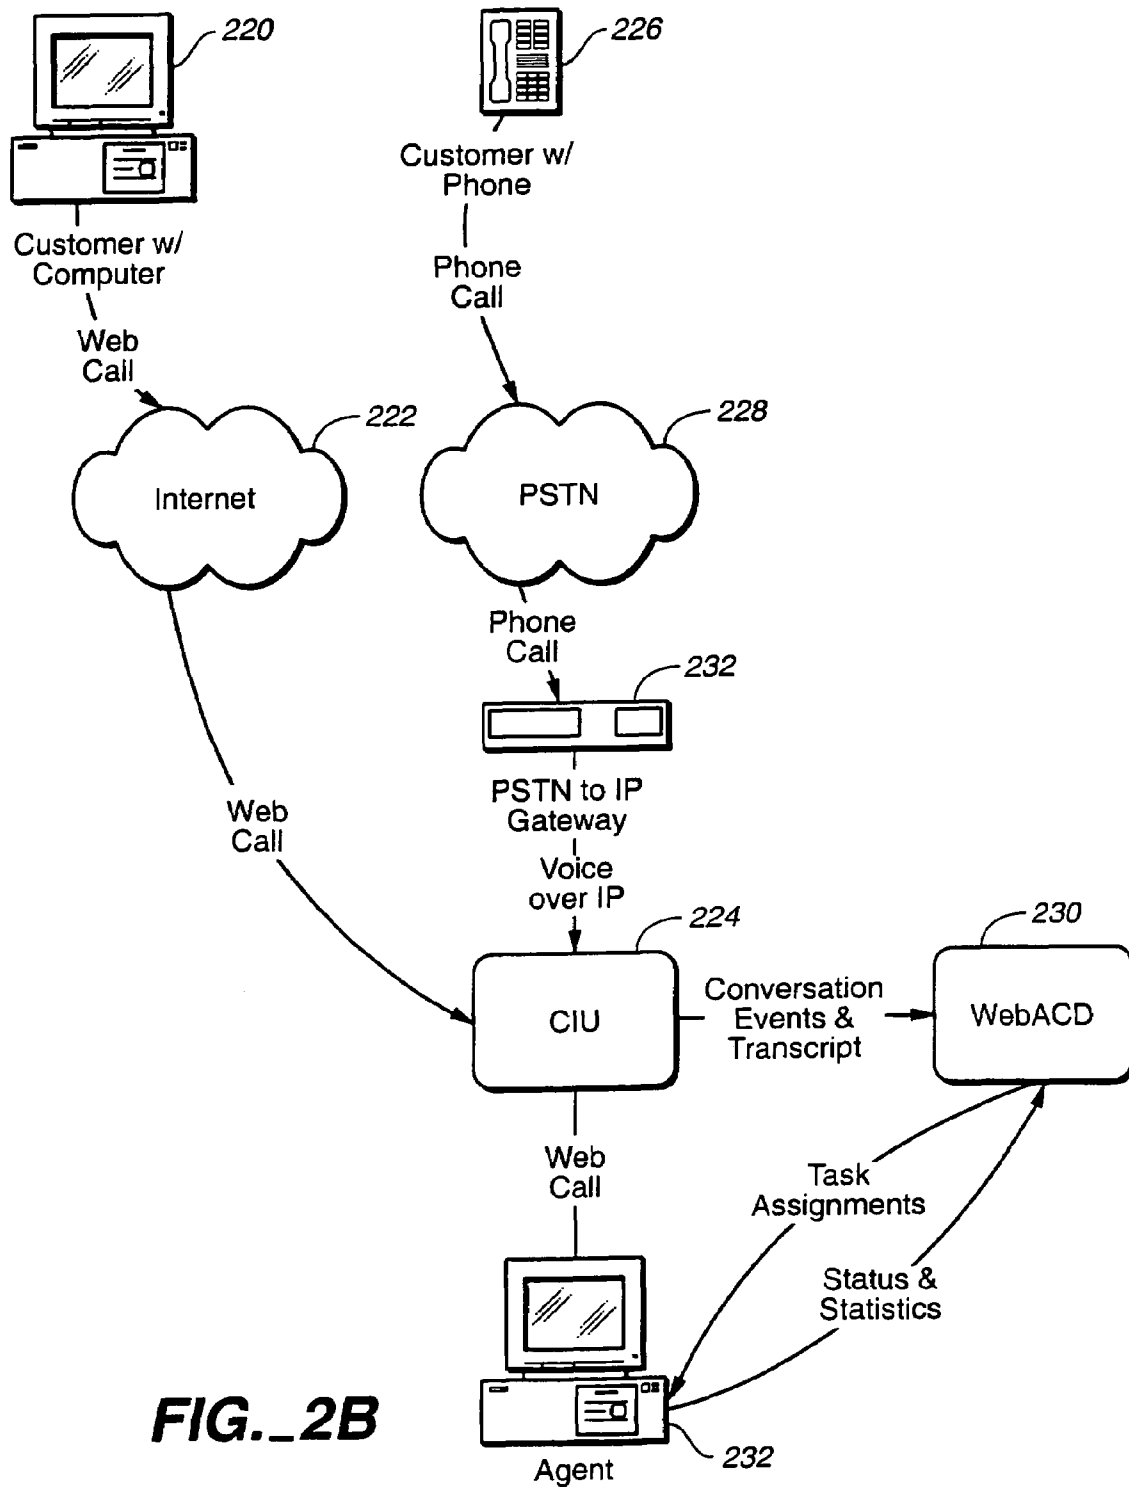 220
226
Customer w/
Phone
Customer w/
Computer
Phone
Call
Web
Call
222
228
Internet
PSTN
Phone
Call
232
PSTN to IP
Gateway
Web
Call
Voice
over IP
224
230
CIU
Conversation
Events &
Transcript
WebACD
Web
Call
Task
Assignments
Status &
Statistics
FIG._2B
232
Agent